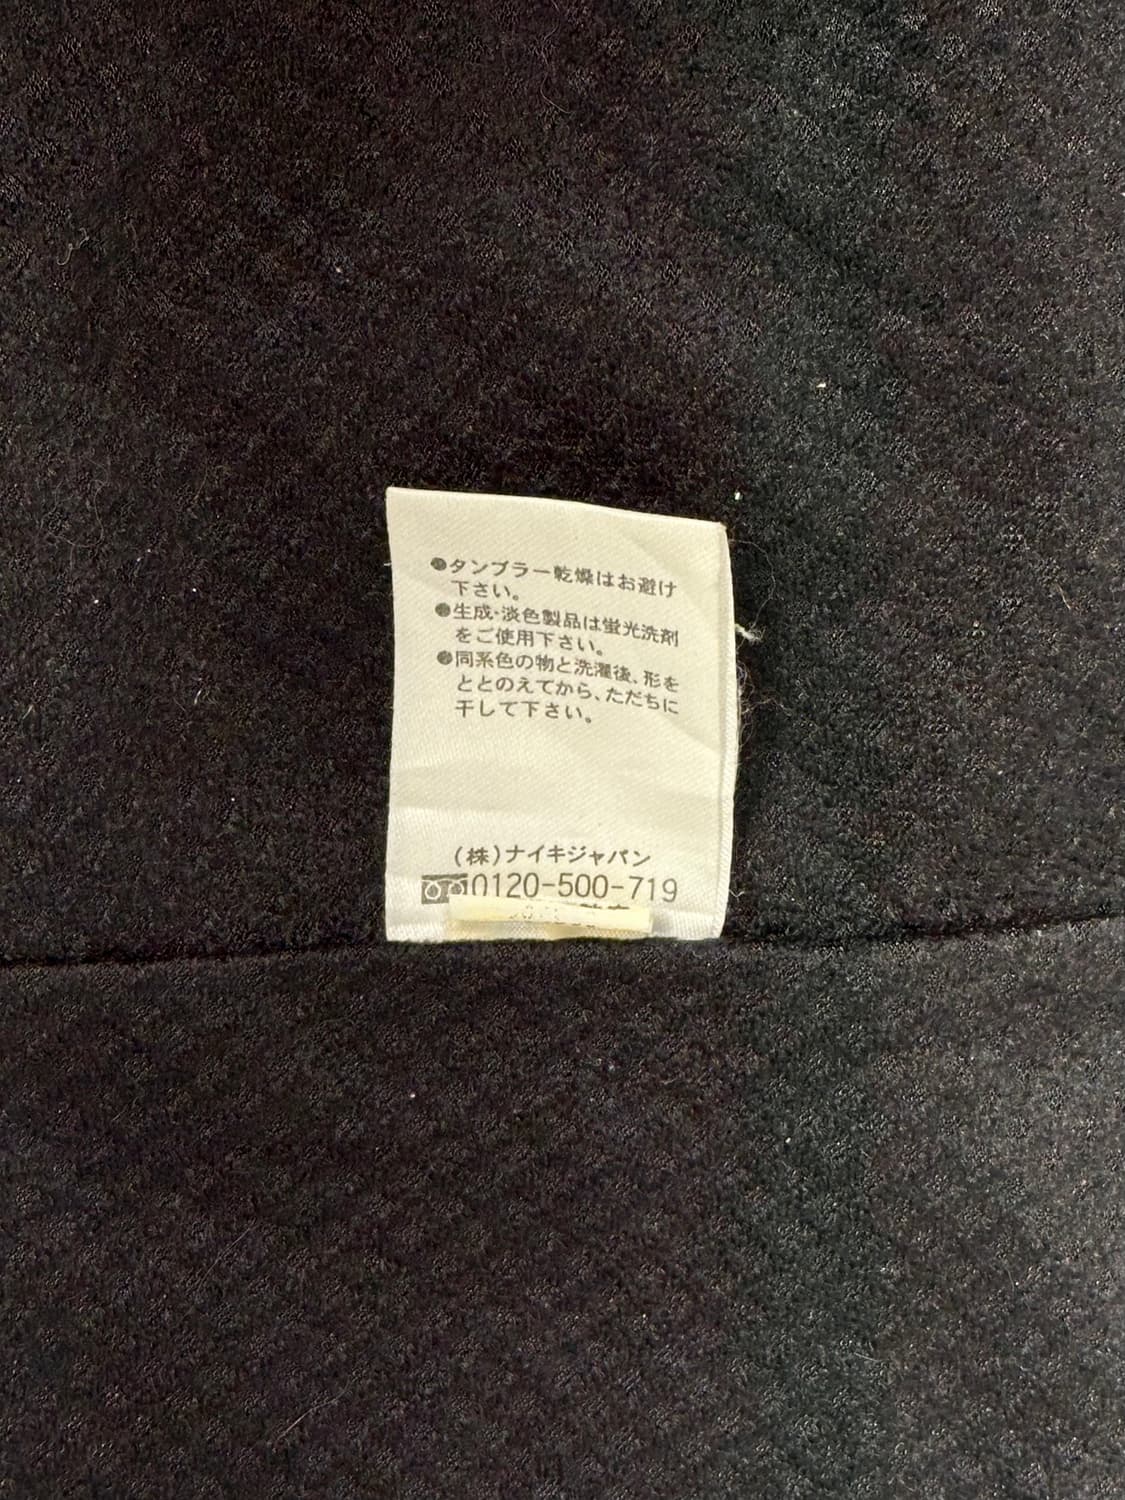 ●タンブラー乾燥はお避け
下さい。
●生成・淡色製品は蛍光洗剤
をご使用下さい。
●同系色の物と洗濯後、形を
ととのえてから、ただちに
干して下さい。
(株)ナイキジャパン
0120-500-719